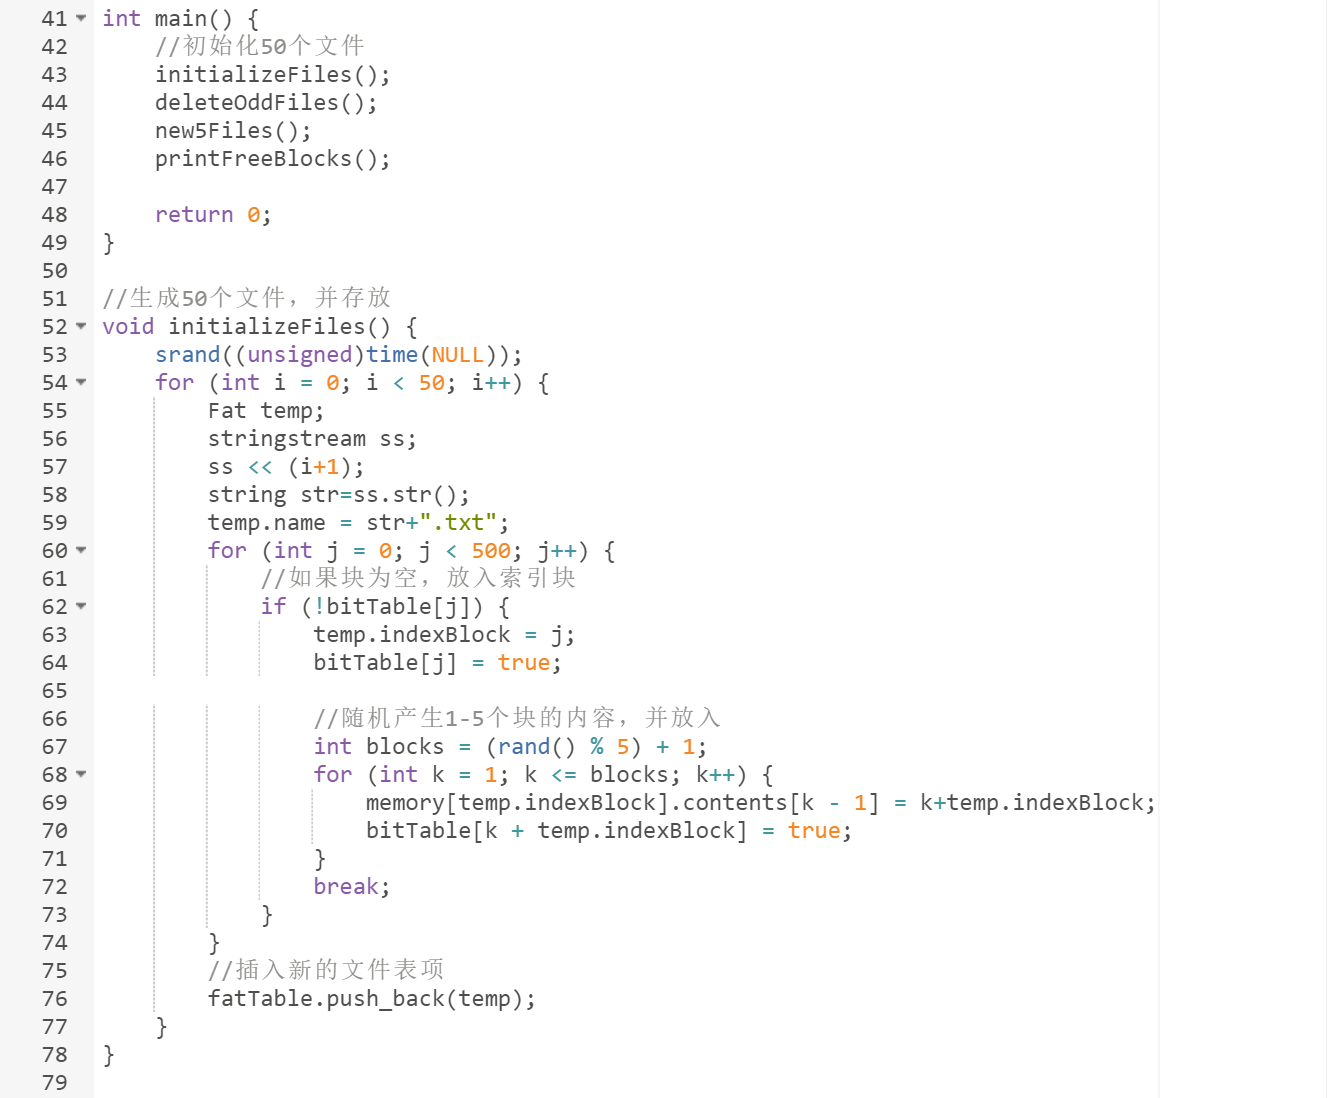 41 int main() {
42     //初始化50个文件
43     initializeFiles();
44     deleteOddFiles();
45     new5Files();
46     printFreeBlocks();
47
48     return 0;
49 }
50
51 //生成50个文件，并存放
52 void initializeFiles() {
53     srand((unsigned)time(NULL));
54     for (int i = 0; i < 50; i++) {
55         Fat temp;
56         stringstream ss;
57         ss << (i+1);
58         string str=ss.str();
59         temp.name = str+".txt";
60         for (int j = 0; j < 500; j++) {
61             //如果块为空，放入索引块
62             if (!bitTable[j]) {
63                 temp.indexBlock = j;
64                 bitTable[j] = true;
65
66                 //随机产生1-5个块的内容，并放入
67                 int blocks = (rand() % 5) + 1;
68                 for (int k = 1; k <= blocks; k++) {
69                     memory[temp.indexBlock].contents[k - 1] = k+temp.indexBlock;
70                     bitTable[k + temp.indexBlock] = true;
71                 }
72                 break;
73             }
74         }
75         //插入新的文件表项
76         fatTable.push_back(temp);
77     }
78 }
79